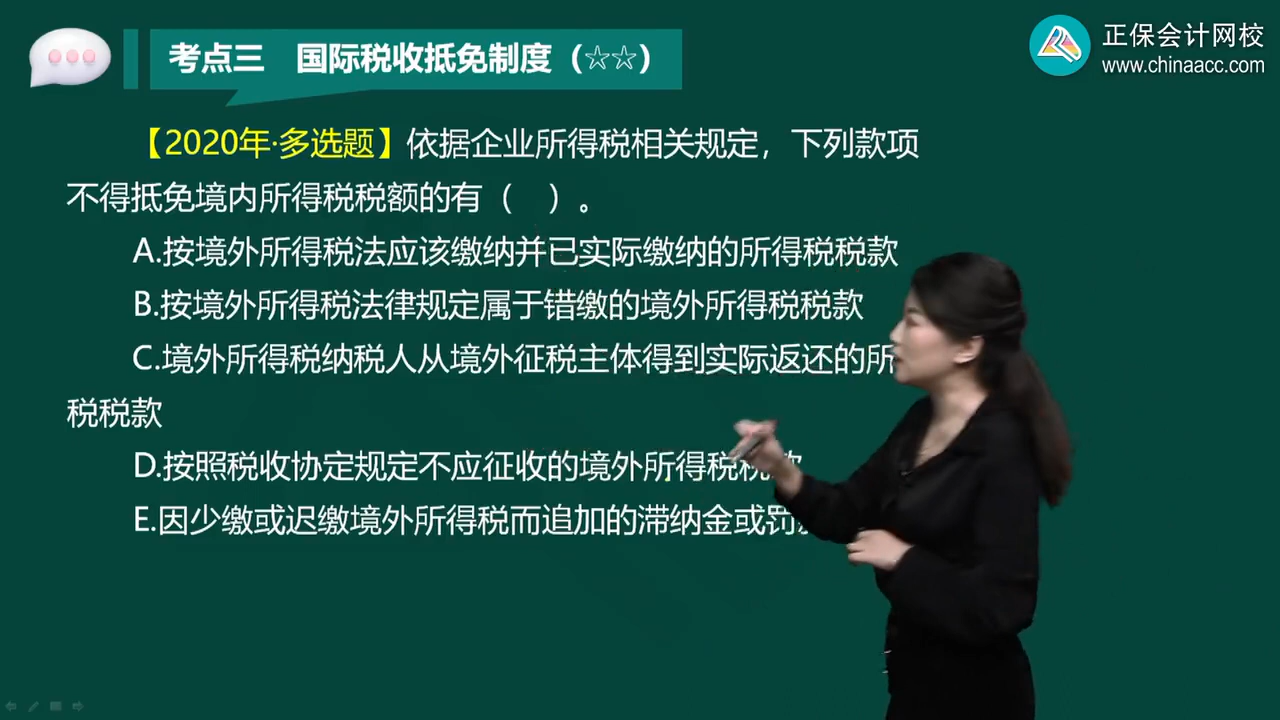 考点三 国际税收抵免制度（☆☆）
正保会计网校
www.chinaacc.com
【2020年·多选题】依据企业所得税相关规定，下列款项
不得抵免境内所得税税额的有（ ）。
A.按境外所得税法应该缴纳并已实际缴纳的所得税税款
B.按境外所得税法律规定属于错缴的境外所得税税款
C.境外所得税纳税人从境外征税主体得到实际返还的所
税税款
D.按照税收协定规定不应征收的境外所得税税款
E.因少缴或迟缴境外所得税而追加的滞纳金或罚